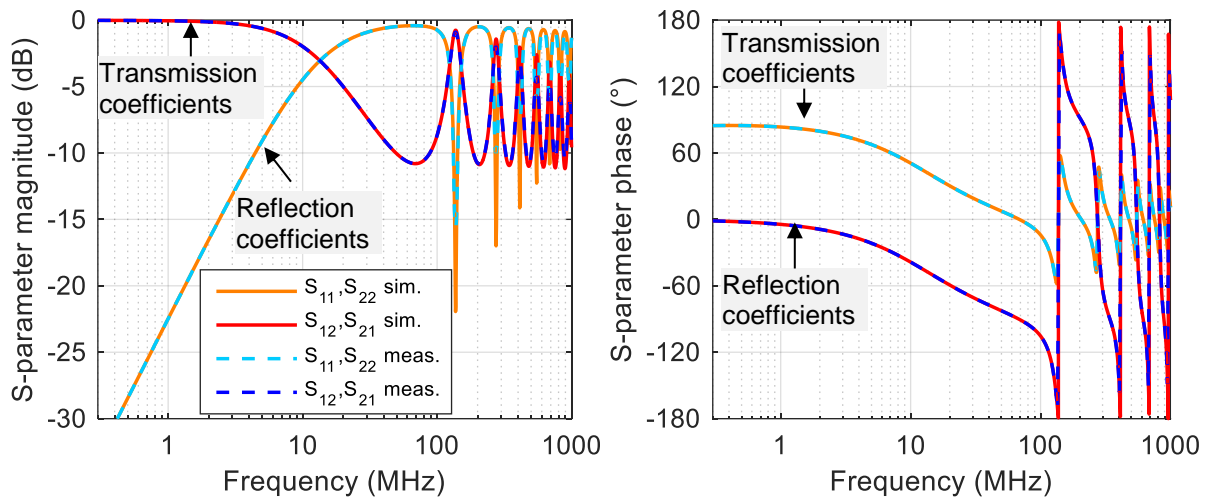 S-parameter magnitude (dB)
0
-5
-10
-15
-20
-25
-30
Transmission
coefficients
Reflection
coefficients
S11,S22 sim.
S12,S21 sim.
S11,S22 meas.
S12,S21 meas.
1
10
100
1000
Frequency (MHz)
S-parameter phase (°)
180
120
60
0
-60
-120
-180
Transmission
coefficients
Reflection
coefficients
1
10
100
1000
Frequency (MHz)